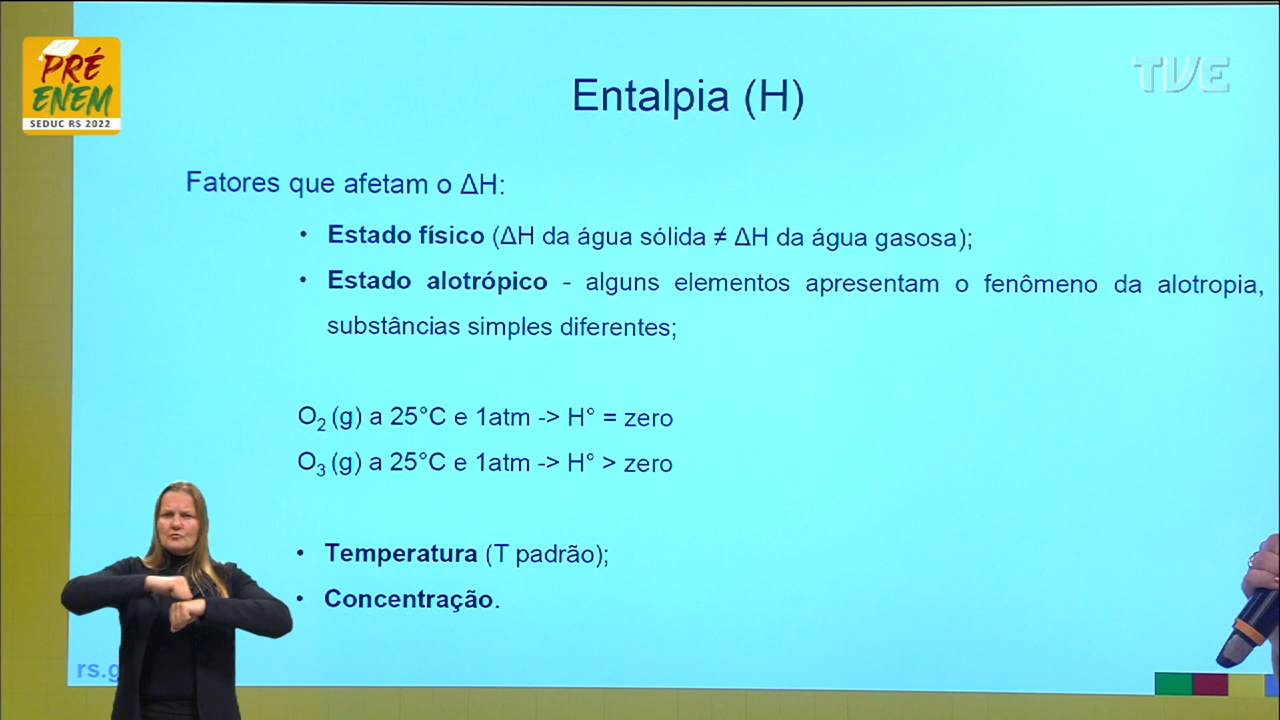 PRÉ
ENEM
SEDUC RS 2022
TVE
Entalpia (H)
Fatores que afetam o ΔH:
• Estado físico (ΔH da água sólida ≠ ΔH da água gasosa);
• Estado alotrópico - alguns elementos apresentam o fenômeno da alotropia,
substâncias simples diferentes;
O₂ (g) a 25°C e 1atm -> H° = zero
O₃ (g) a 25°C e 1atm -> H° > zero
• Temperatura (T padrão);
• Concentração.
rs.g